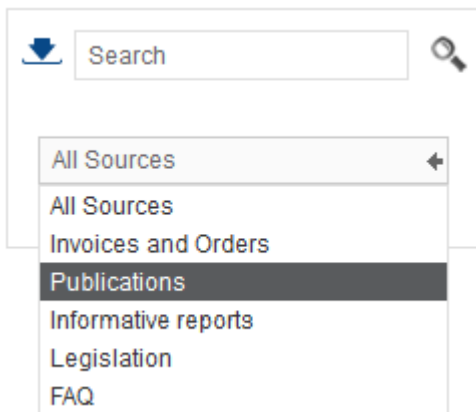 Search
All Sources
All Sources
Invoices and Orders
Publications
Informative reports
Legislation
FAQ